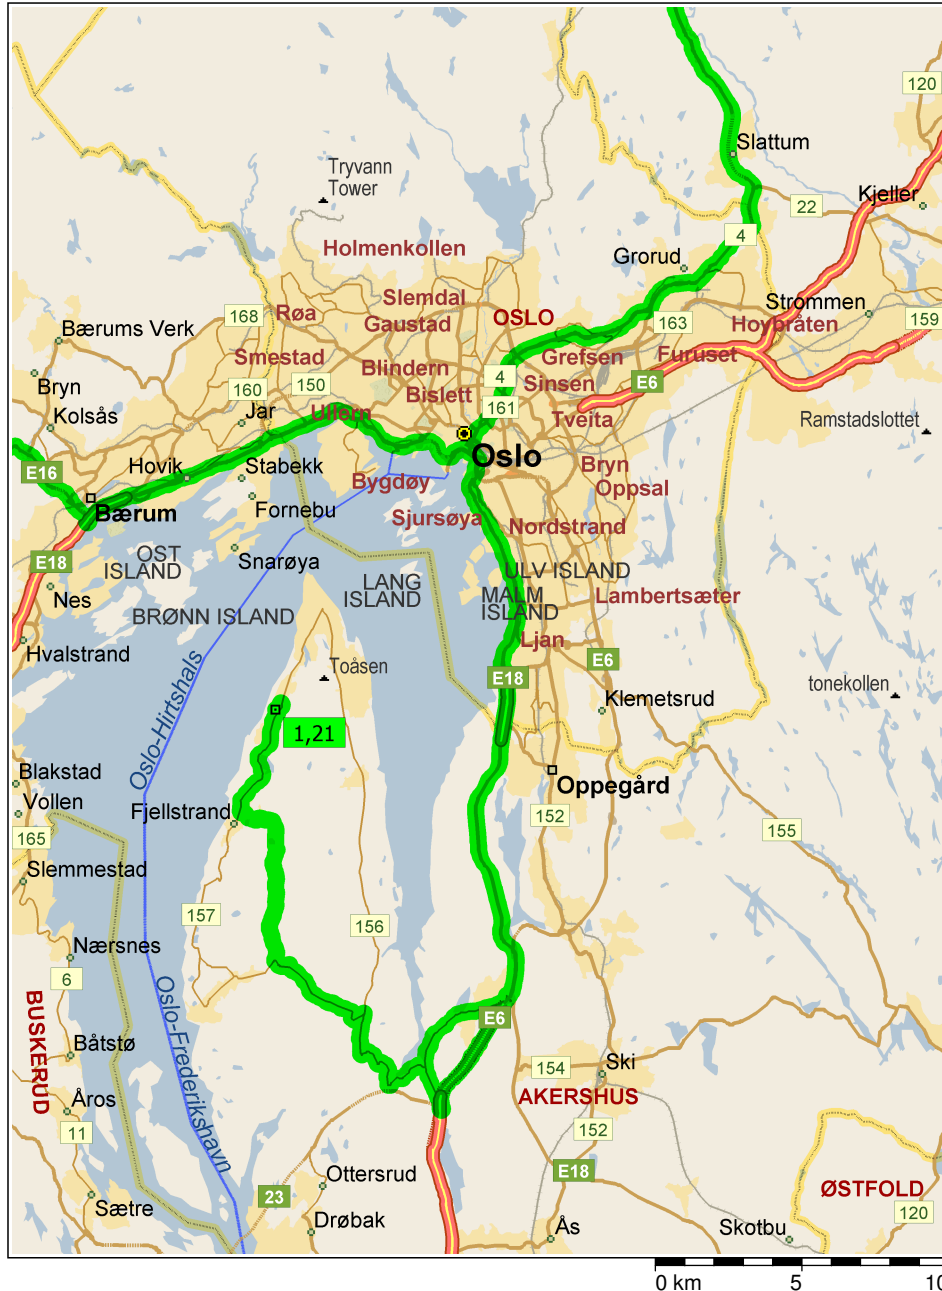 120
Slattum
Tryvann
Tower
Kjeller
22
4
Holmenkollen
Grorud
Slemdal
Strommen
168
Røa
OSLO
Gaustad
163
Hoybråten
159
Bærums Verk
Smestad
Grefsen
Furuset
Blindern
4
Bryn
160
150
Bislett
Sinsen
E6
161
Kolsås
Jar
Ullern
Tveita
Ramstadslottet
Oslo
E16
Hovik
Stabekk
Bryn
Bygdøy
Oppsal
Bærum
Fornebu
Sjursøya
Nordstrand
E18
OST
ISLAND
Snarøya
ULV ISLAND
LANG
ISLAND
MALM
ISLAND
Nes
Lambertsæter
BRØNN ISLAND
Hvalstrand
Ljan
E6
Toåsen
E18
Oslo-Hirtshals
tonekollen
Klemetsrud
1,21
Blakstad
Oppegård
Vollen
Fjellstrand
152
155
165
Slemmestad
157
156
Nærsnes
6
Oslo-Frederikshavn
BUSKERUD
E6
Båtstø
154
Ski
AKERSHUS
Åros
11
152
Ottersrud
E18
23
Sætre
ØSTFOLD
Drøbak
Ås
Skotbu
120
0 km
5
10